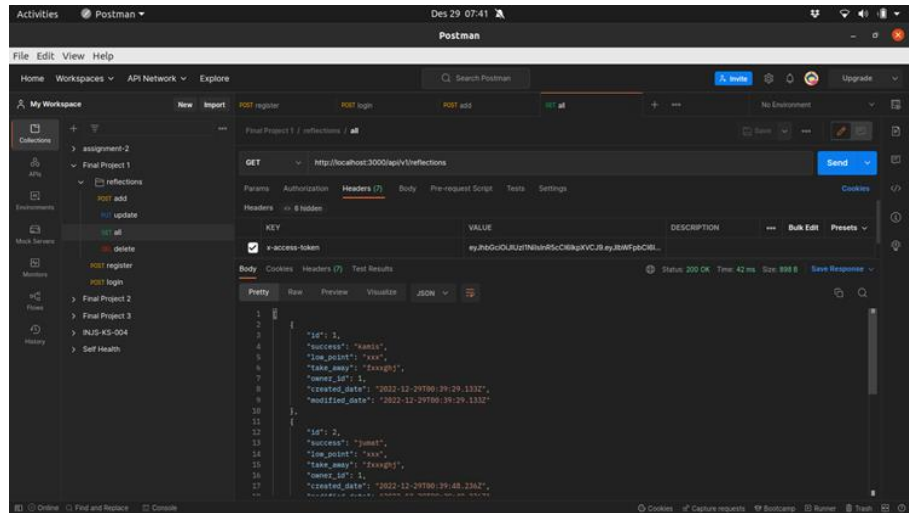 Activities Postman Des 29 07:41
Postman
File Edit View Help
Home Workspaces API Network Explore Search Postman Invite Upgrade
My Workspace New Import POST register POST login POST add GET all No Environment
Collections
APIs
Environments
Mock Servers
Monitors
Flows
History
assignment-2
Final Project 1
reflections
POST add
PUT update
GET all
DEL delete
POST register
POST login
Final Project 2
Final Project 3
INJS-KS-004
Self Health
Final Project 1 / reflections / all Save
GET http://localhost:3000/api/v1/reflections Send
Params Authorization Headers (7) Body Pre-request Script Tests Settings Cookies
Headers 6 hidden
KEY VALUE DESCRIPTION Bulk Edit Presets
x-access-token
Body Cookies Headers (7) Test Results Status: 200 OK Time: 42 ms Size: 898 B Save Response
Pretty Raw Preview Visualize JSON
1 [
2 {
3 "id": 1,
4 "success": "kamis",
5 "low_point": "xxx",
6 "take_away": "fxxxghj",
7 "owner_id": 1,
8 "created_date": "2022-12-29T00:39:29.133Z",
9 "modified_date": "2022-12-29T00:39:29.133Z"
10 },
11 {
12 "id": 2,
13 "success": "jumat",
14 "low_point": "xxx",
15 "take_away": "fxxxghj",
16 "owner_id": 1,
17 "created_date": "2022-12-29T00:39:48.236Z",
Online Find and Replace Console Cookies Capture requests Bootcamp Runner Trash